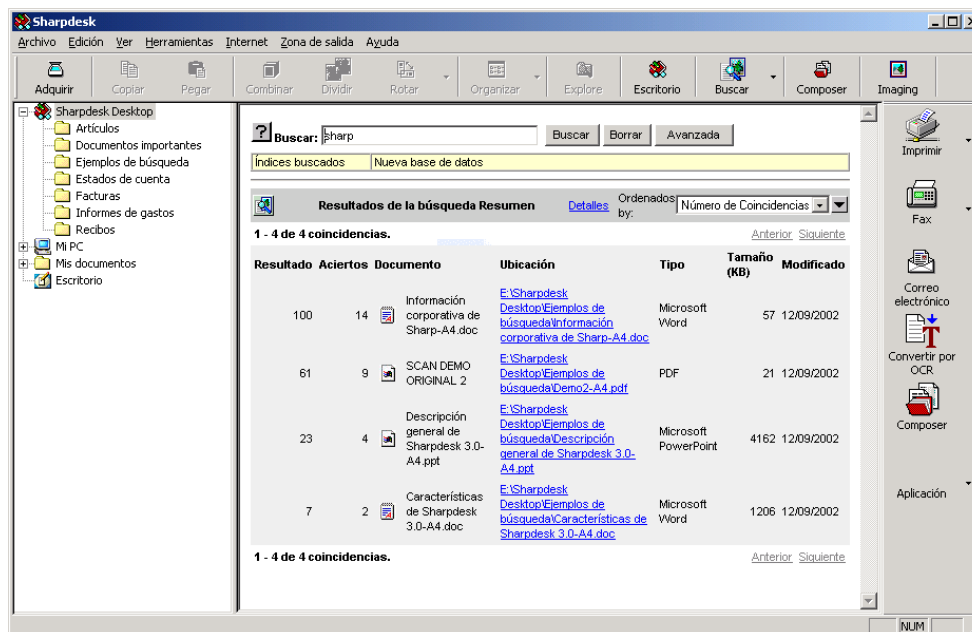 Sharpdesk
Archivo Edición Ver Herramientas Internet Zona de salida Ayuda
Adquirir Copiar Pegar Combinar Dividir Rotar Organizar Explore Escritorio Buscar Composer Imaging
Sharpdesk Desktop
Artículos
Documentos importantes
Ejemplos de búsqueda
Estados de cuenta
Facturas
Informes de gastos
Recibos
Mi PC
Mis documentos
Escritorio
? Buscar: sharp Buscar Borrar Avanzada
Índices buscados Nueva base de datos
Resultados de la búsqueda Resumen Detalles Ordenados by: Número de Coincidencias
1 - 4 de 4 coincidencias. Anterior Siguiente
Resultado Aciertos Documento Ubicación Tipo Tamaño (KB) Modificado
100 14 Información corporativa de Sharp-A4.doc E:\Sharpdesk Desktop\Ejemplos de búsqueda\Información corporativa de Sharp-A4.doc Microsoft Word 57 12/09/2002
61 9 SCAN DEMO ORIGINAL 2 E:\Sharpdesk Desktop\Ejemplos de búsqueda\Demo2-A4.pdf PDF 21 12/09/2002
23 4 Descripción general de Sharpdesk 3.0-A4.ppt E:\Sharpdesk Desktop\Ejemplos de búsqueda\Descripción general de Sharpdesk 3.0-A4.ppt Microsoft PowerPoint 4162 12/09/2002
7 2 Características de Sharpdesk 3.0-A4.doc E:\Sharpdesk Desktop\Ejemplos de búsqueda\Características de Sharpdesk 3.0-A4.doc Microsoft Word 1206 12/09/2002
1 - 4 de 4 coincidencias. Anterior Siguiente
Imprimir
Fax
Correo electrónico
Convertir por OCR
Composer
Aplicación
NUM